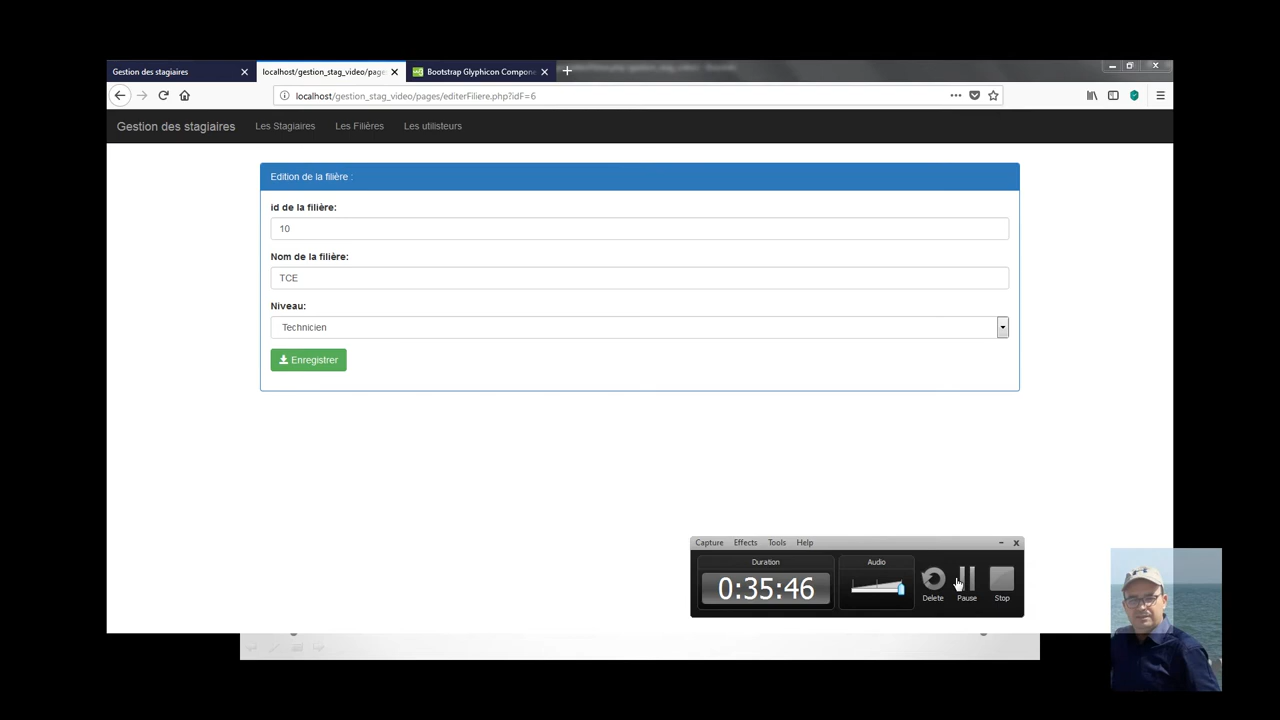 Gestion des stagiaires
localhost/gestion_stag_video/page
Bootstrap Glyphicon Compone
localhost/gestion_stag_video/pages/editerFiliere.php?idF=6
Gestion des stagiaires Les Stagiaires Les Filières Les utilisteurs
Edition de la filière :
id de la filière:
10
Nom de la filière:
TCE
Niveau:
Technicien
Enregistrer
Capture Effects Tools Help
Duration
0:35:46
Audio
Delete Pause Stop